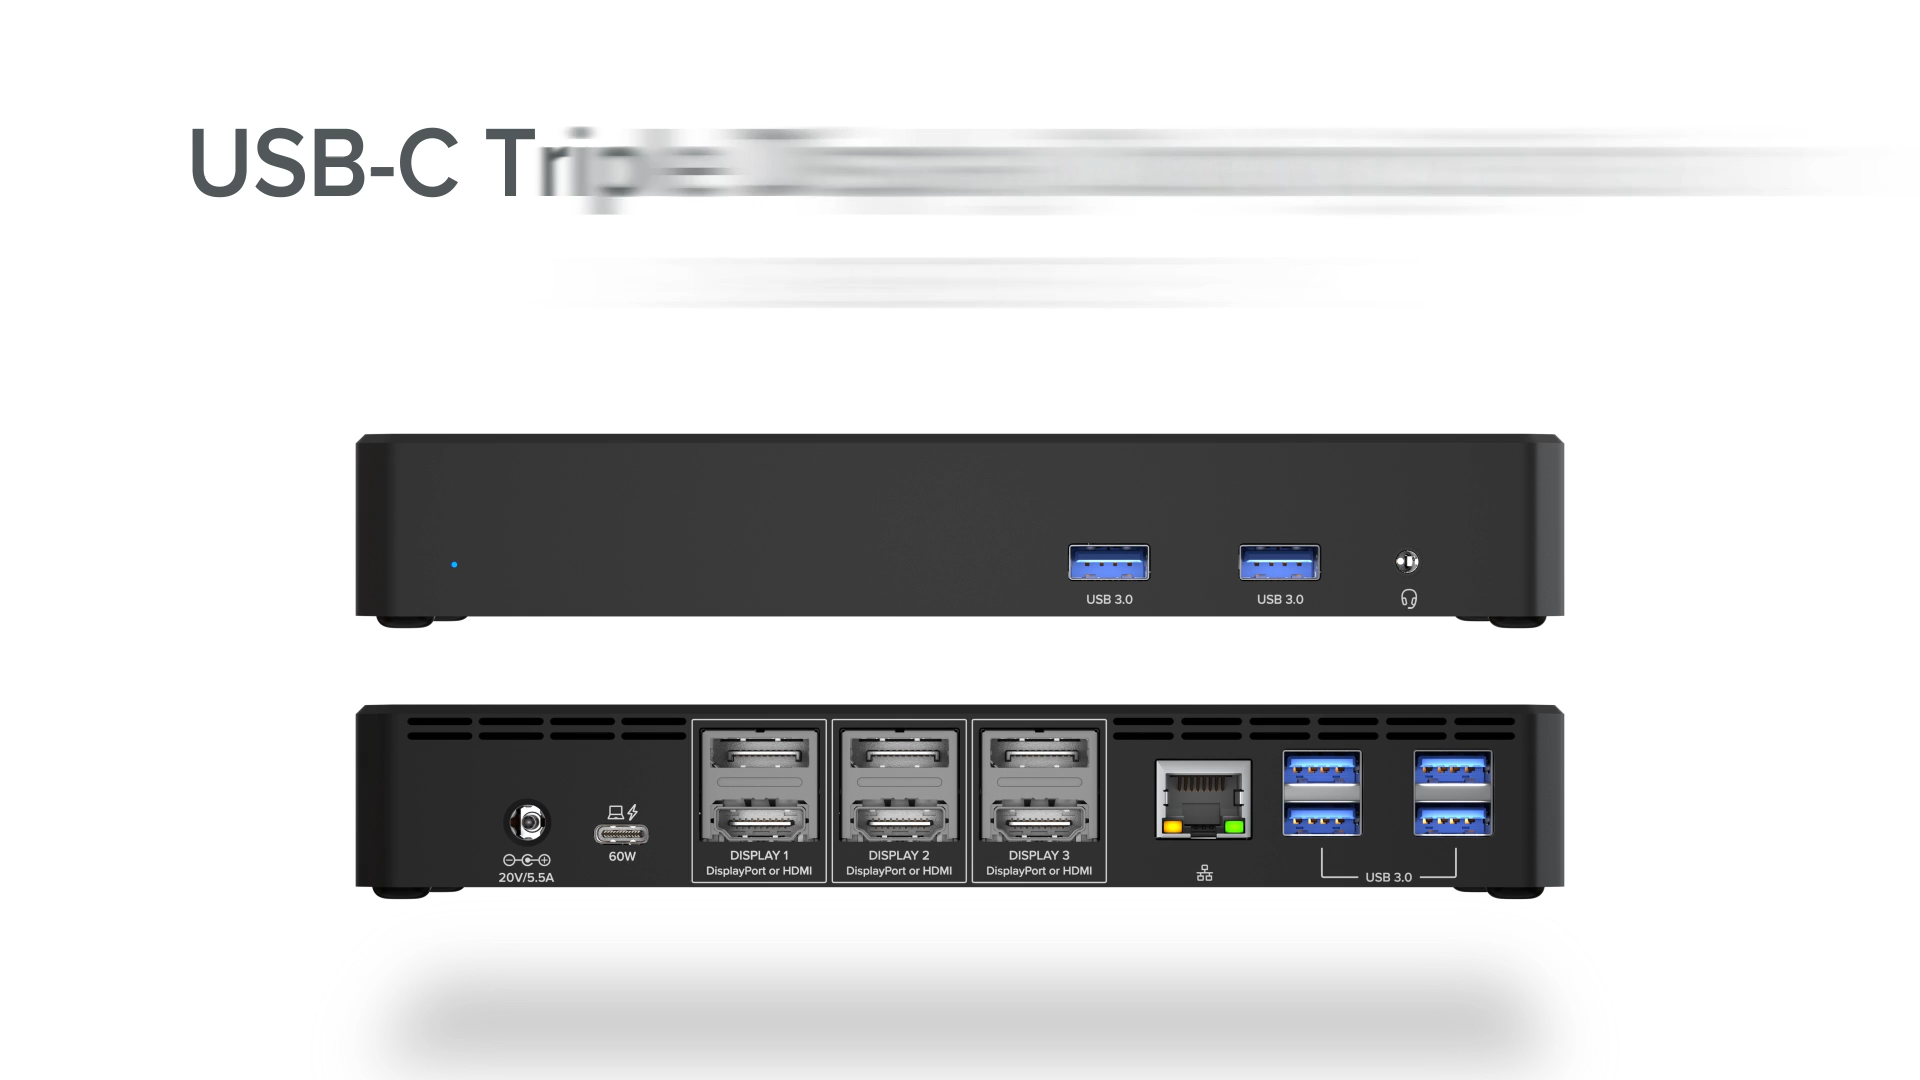 USB-C Triple
USB 3.0
USB 3.0
20V/5.5A
60W
DISPLAY 1
DisplayPort or HDMI
DISPLAY 2
DisplayPort or HDMI
DISPLAY 3
DisplayPort or HDMI
USB 3.0